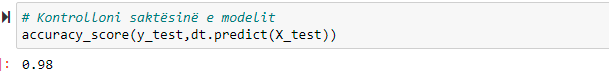 # Kontrolloni saktësinë e modelit
accuracy_score(y_test,dt.predict(X_test))
: 0.98